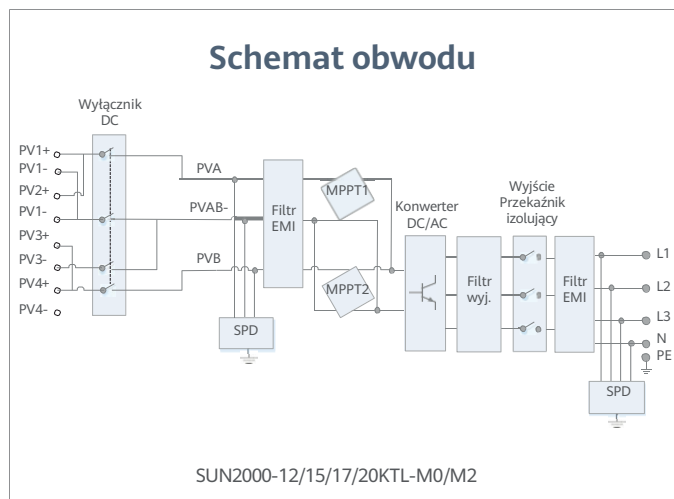 Schemat obwodu
Wyłącznik
DC
PV1+
PV1-
PV2+
PV1-
PV3+
PV3-
PV4+
PV4-
PVA
PVAB-
PVB
SPD
Filtr
EMI
MPPT1
MPPT2
Konwerter
DC/AC
Filtr
wyj.
Wyjście
Przekaźnik
izolujący
Filtr
EMI
L1
L2
L3
N
PE
SPD
SUN2000-12/15/17/20KTL-M0/M2